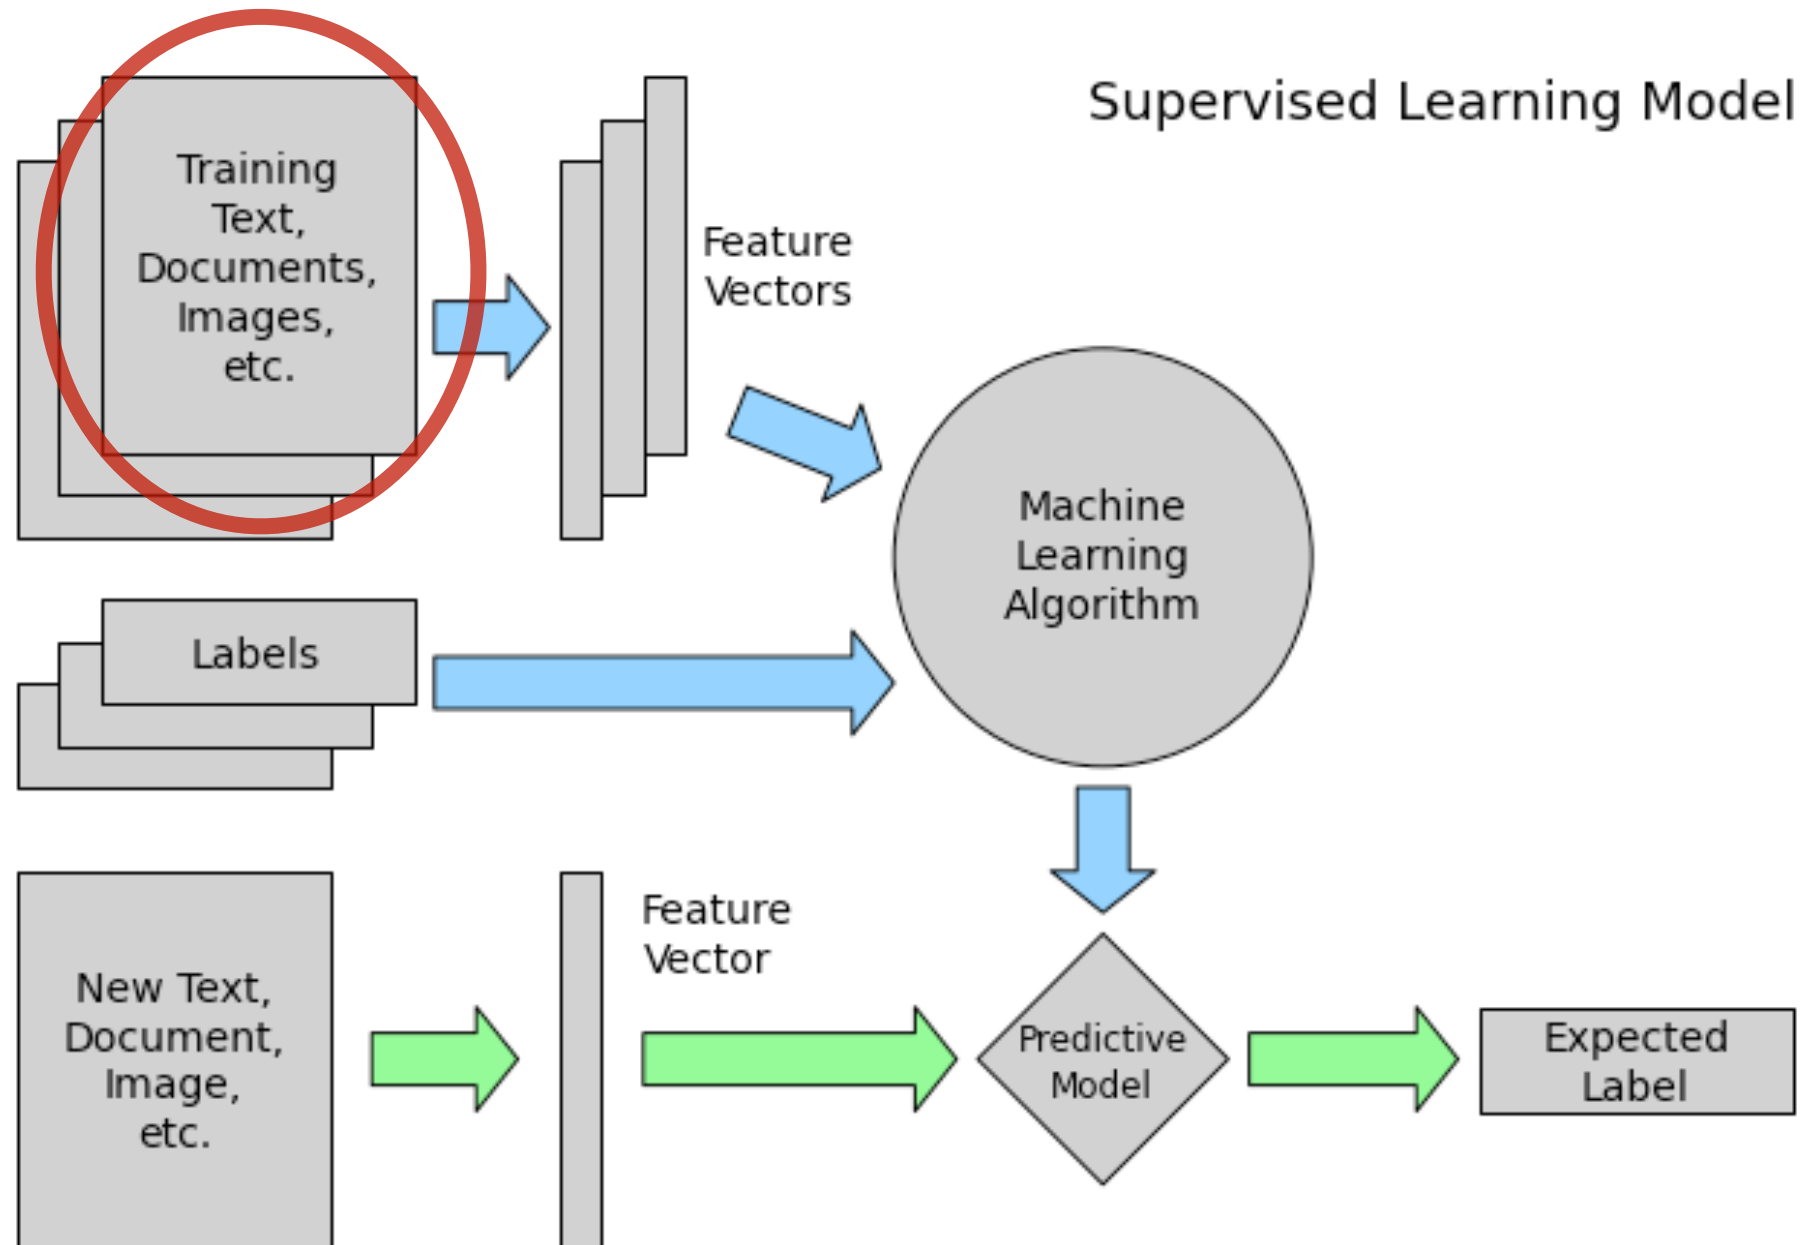 Supervised Learning Model
Training
Text,
Documents,
Images,
etc.
Feature
Vectors
Machine
Learning
Algorithm
Labels
New Text,
Document,
Image,
etc.
Feature
Vector
Predictive
Model
Expected
Label